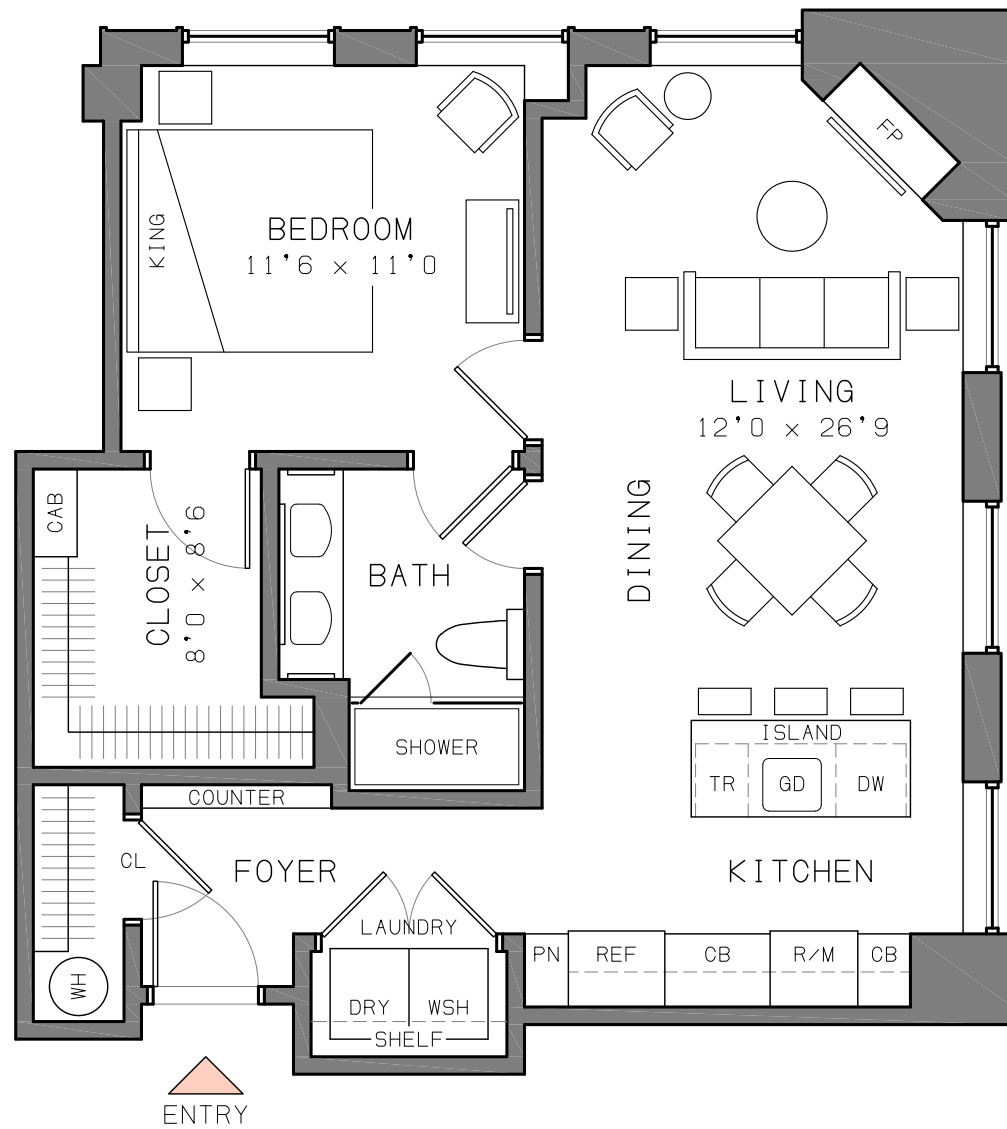 FP
KING
BEDROOM
11'6 x 11'0
LIVING
12'0 x 26'9
CAB
CLOSET
8'0 x 8'6
BATH
DINING
SHOWER
ISLAND
TR
GD
DW
COUNTER
CL
FOYER
KITCHEN
LAUNDRY
PN
REF
CB
R/M
CB
WH
DRY
WSH
SHELF
ENTRY